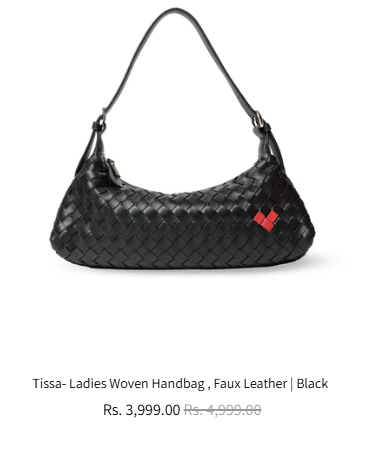 Tissa- Ladies Woven Handbag , Faux Leather | Black
Rs. 3,999.00 Rs. 4,999.00